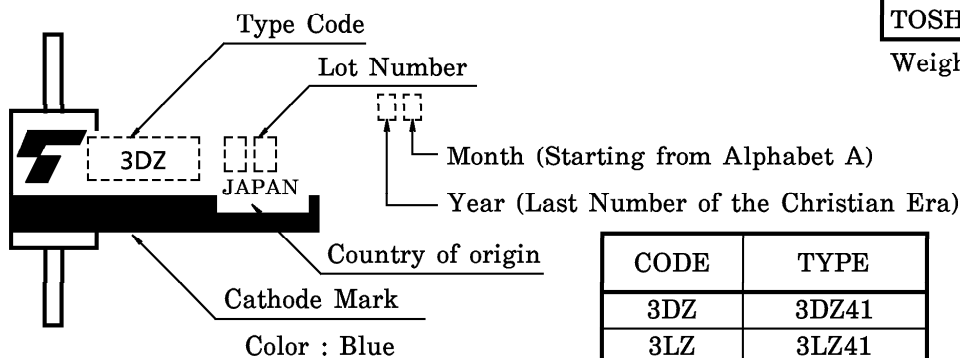 Type Code
Lot Number
TOSH
Weigh
3DZ
JAPAN
Month (Starting from Alphabet A)
Year (Last Number of the Christian Era)
Country of origin
Cathode Mark
Color : Blue
CODE TYPE
3DZ 3DZ41
3LZ 3LZ41